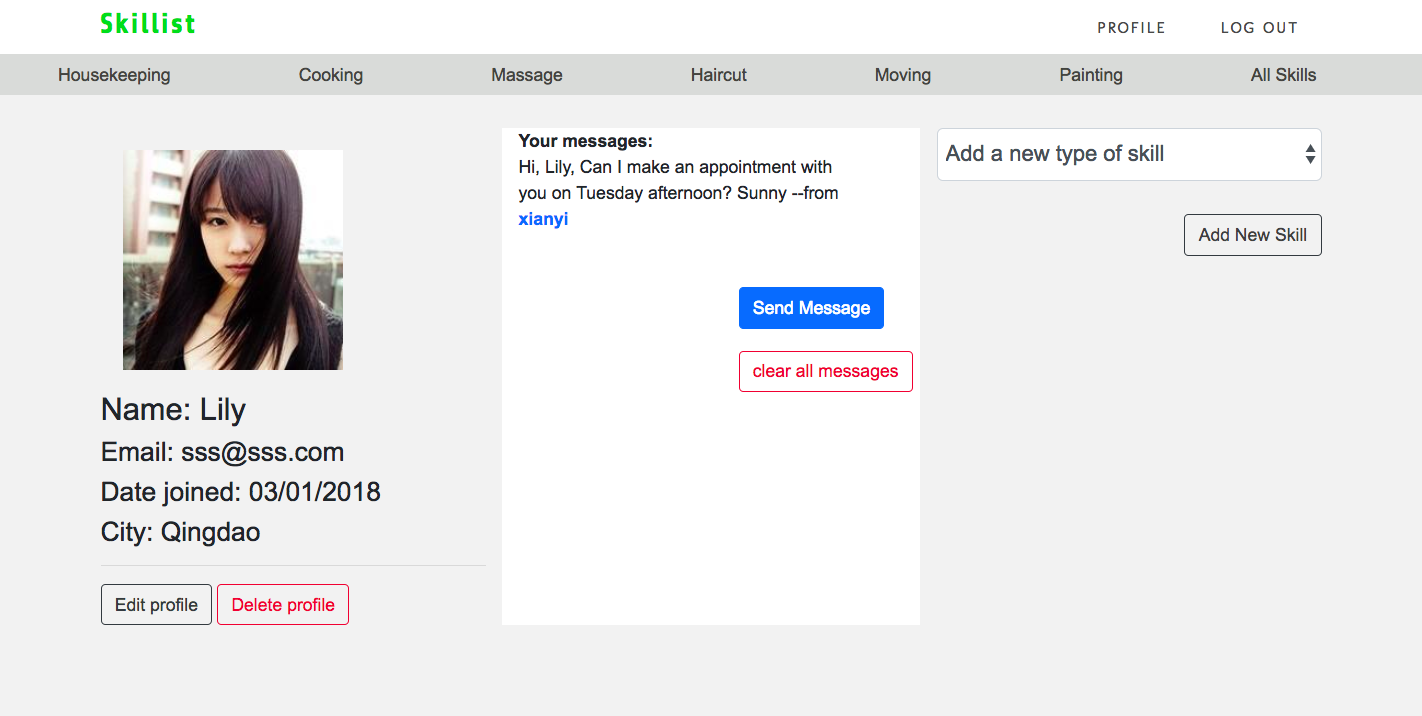 Skillist
PROFILE
LOG OUT
Housekeeping
Cooking
Massage
Haircut
Moving
Painting
All Skills
Name: Lily
Email: sss@sss.com
Date joined: 03/01/2018
City: Qingdao
Edit profile
Delete profile
Your messages:
Hi, Lily, Can I make an appointment with
you on Tuesday afternoon? Sunny --from
xianyi
Send Message
clear all messages
Add a new type of skill
Add New Skill